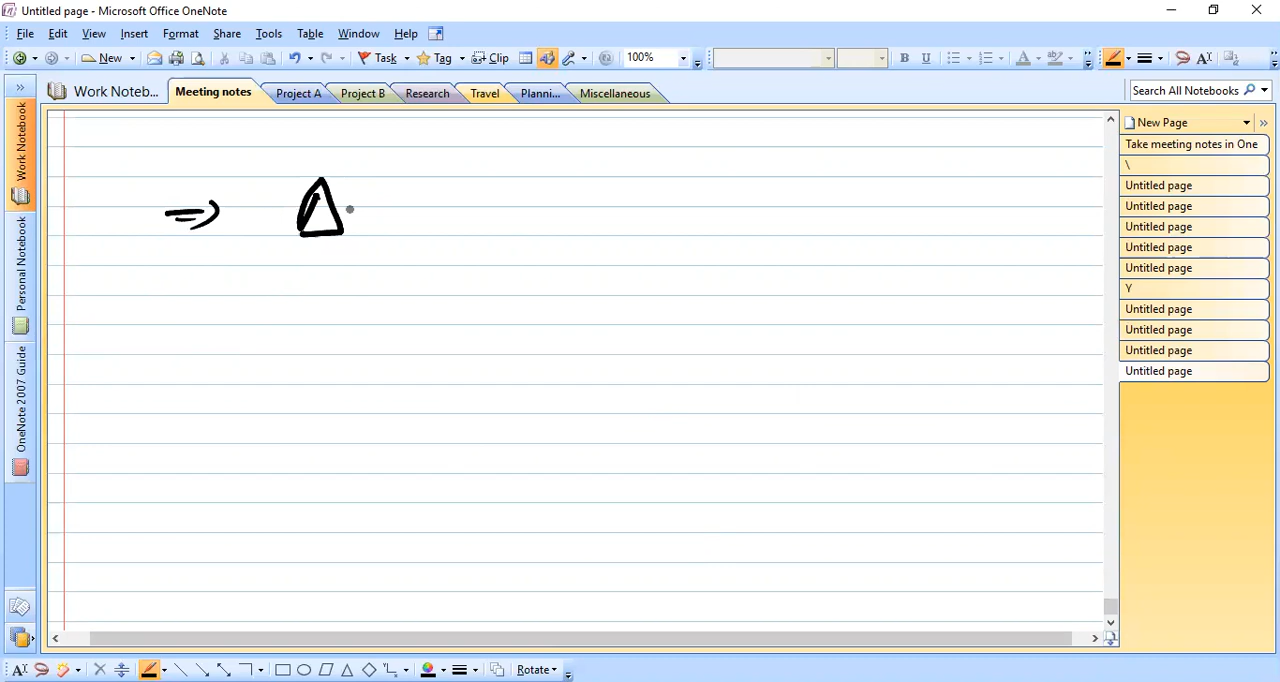 Untitled page - Microsoft Office OneNote
File Edit View Insert Format Share Tools Table Window Help
New Task Tag Clip 100% B U A
Work Noteb... Meeting notes Project A Project B Research Travel Planni... Miscellaneous
Search All Notebooks
New Page
Take meeting notes in One
\
Untitled page
Untitled page
Untitled page
Untitled page
Untitled page
Y
Untitled page
Untitled page
Untitled page
Untitled page
Work Notebook
Personal Notebook
OneNote 2007 Guide
⇒ Δ
Rotate